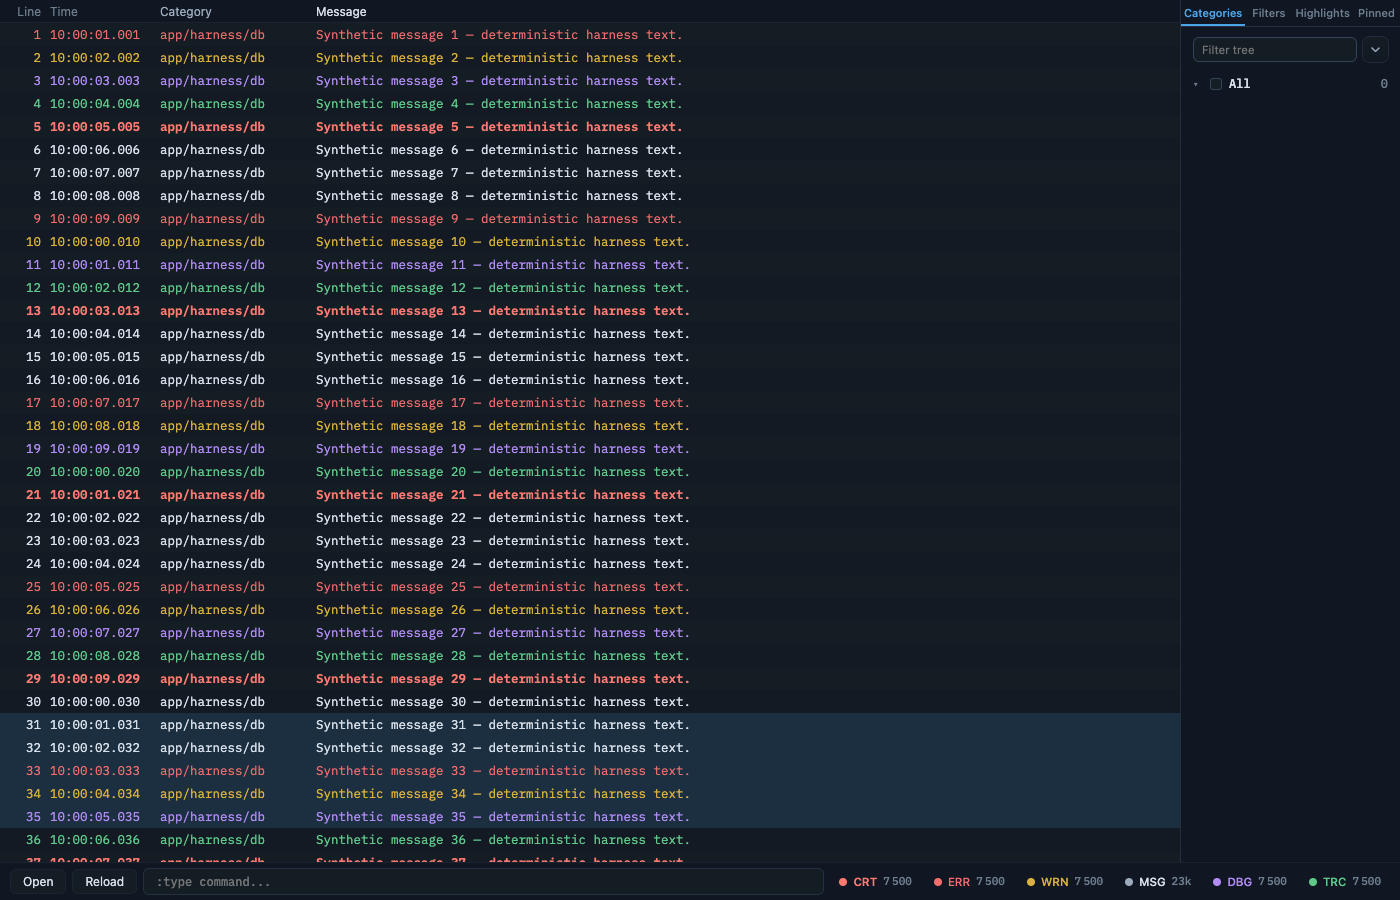 Line Time Category Message
1 10:00:01.001 app/harness/db Synthetic message 1 — deterministic harness text.
2 10:00:02.002 app/harness/db Synthetic message 2 — deterministic harness text.
3 10:00:03.003 app/harness/db Synthetic message 3 — deterministic harness text.
4 10:00:04.004 app/harness/db Synthetic message 4 — deterministic harness text.
5 10:00:05.005 app/harness/db Synthetic message 5 — deterministic harness text.
6 10:00:06.006 app/harness/db Synthetic message 6 — deterministic harness text.
7 10:00:07.007 app/harness/db Synthetic message 7 — deterministic harness text.
8 10:00:08.008 app/harness/db Synthetic message 8 — deterministic harness text.
9 10:00:09.009 app/harness/db Synthetic message 9 — deterministic harness text.
10 10:00:00.010 app/harness/db Synthetic message 10 — deterministic harness text.
11 10:00:01.011 app/harness/db Synthetic message 11 — deterministic harness text.
12 10:00:02.012 app/harness/db Synthetic message 12 — deterministic harness text.
13 10:00:03.013 app/harness/db Synthetic message 13 — deterministic harness text.
14 10:00:04.014 app/harness/db Synthetic message 14 — deterministic harness text.
15 10:00:05.015 app/harness/db Synthetic message 15 — deterministic harness text.
16 10:00:06.016 app/harness/db Synthetic message 16 — deterministic harness text.
17 10:00:07.017 app/harness/db Synthetic message 17 — deterministic harness text.
18 10:00:08.018 app/harness/db Synthetic message 18 — deterministic harness text.
19 10:00:09.019 app/harness/db Synthetic message 19 — deterministic harness text.
20 10:00:00.020 app/harness/db Synthetic message 20 — deterministic harness text.
21 10:00:01.021 app/harness/db Synthetic message 21 — deterministic harness text.
22 10:00:02.022 app/harness/db Synthetic message 22 — deterministic harness text.
23 10:00:03.023 app/harness/db Synthetic message 23 — deterministic harness text.
24 10:00:04.024 app/harness/db Synthetic message 24 — deterministic harness text.
25 10:00:05.025 app/harness/db Synthetic message 25 — deterministic harness text.
26 10:00:06.026 app/harness/db Synthetic message 26 — deterministic harness text.
27 10:00:07.027 app/harness/db Synthetic message 27 — deterministic harness text.
28 10:00:08.028 app/harness/db Synthetic message 28 — deterministic harness text.
29 10:00:09.029 app/harness/db Synthetic message 29 — deterministic harness text.
30 10:00:00.030 app/harness/db Synthetic message 30 — deterministic harness text.
31 10:00:01.031 app/harness/db Synthetic message 31 — deterministic harness text.
32 10:00:02.032 app/harness/db Synthetic message 32 — deterministic harness text.
33 10:00:03.033 app/harness/db Synthetic message 33 — deterministic harness text.
34 10:00:04.034 app/harness/db Synthetic message 34 — deterministic harness text.
35 10:00:05.035 app/harness/db Synthetic message 35 — deterministic harness text.
36 10:00:06.036 app/harness/db Synthetic message 36 — deterministic harness text.
37 10:00:07.037 app/harness/db Synthetic message 37 — deterministic harness text.
Categories Filters Highlights Pinned
Filter tree
All 0
Open Reload :type command... CRT 7 500 ERR 7 500 WRN 7 500 MSG 23k DBG 7 500 TRC 7 500